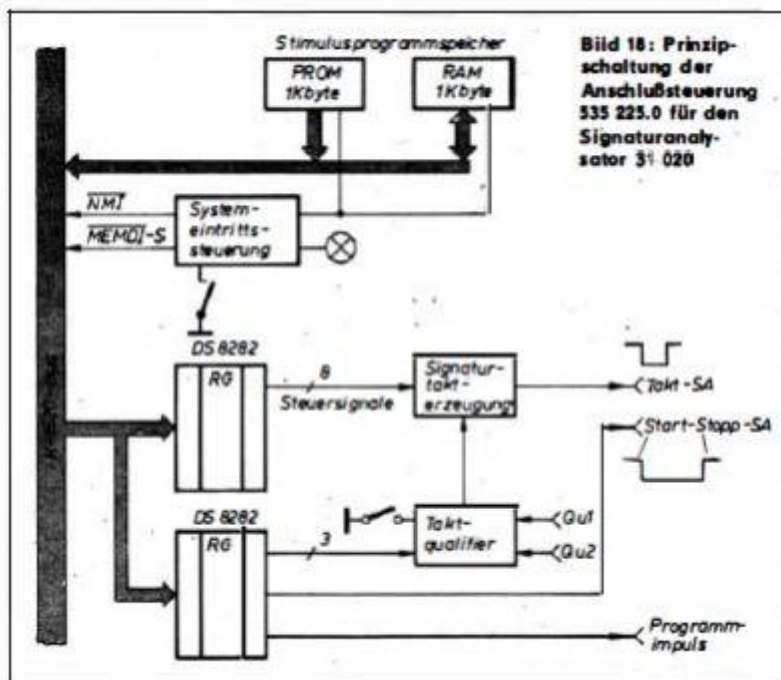 Stimulusprogrammspeicher
PROM
1Kbyte
RAM
1Kbyte
Bild 18: Prinzip-
schaltung der
Anschlußsteuerung
535 225.0 für den
Signaturanaly-
sator 31 020
NMI
MEMDI-S
System-
eintritts-
steuerung
DS 8282
RG
8
Steuersignale
Signatur-
takt-
erzeugung
Takt-SA
Start-Stopp-SA
DS 8282
RG
3
Takt-
qualifier
Qu1
Qu2
Programm-
impuls